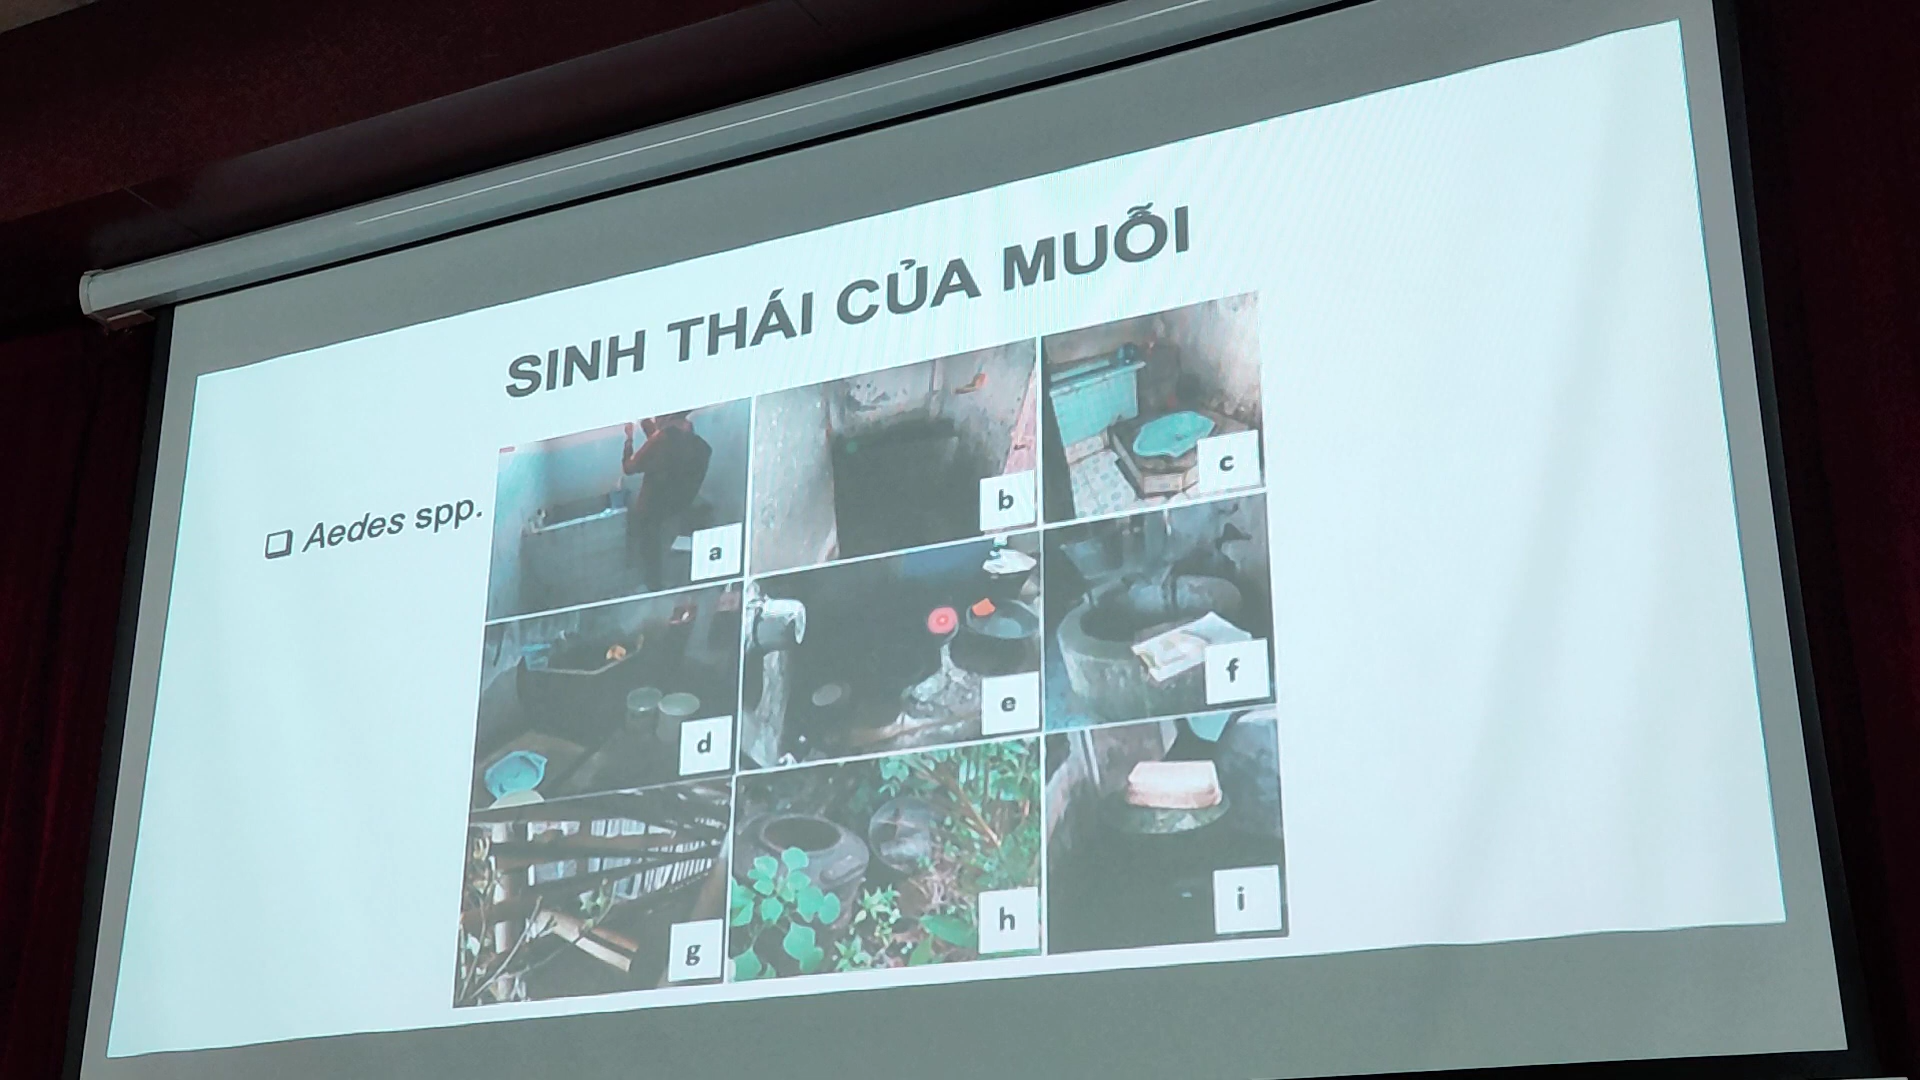 SINH THÁI CỦA MUỖI
❑ Aedes spp.
a
b
c
d
e
f
g
h
i